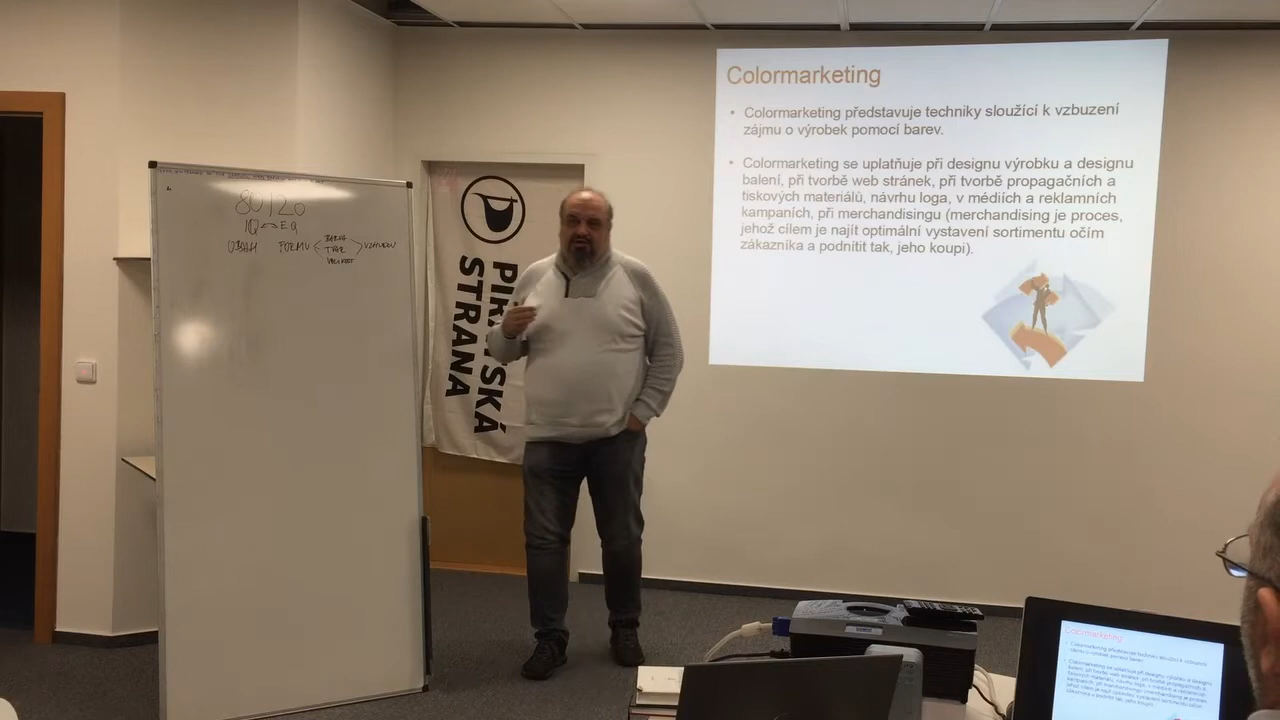 80/20
IQ EQ
OBSAH FORMU BARVA TVAR VELIKOST VZHLEDU
PIRÁTSKÁ
STRANA
Colormarketing
• Colormarketing představuje techniky sloužící k vzbuzení
zájmu o výrobek pomocí barev.
• Colormarketing se uplatňuje při designu výrobku a designu
balení, při tvorbě web stránek, při tvorbě propagačních a
tiskových materiálů, návrhu loga, v médiích a reklamních
kampaních, při merchandisingu (merchandising je proces,
jehož cílem je najít optimální vystavení sortimentu očím
zákazníka a podnítit tak, jeho koupi).
Colormarketing